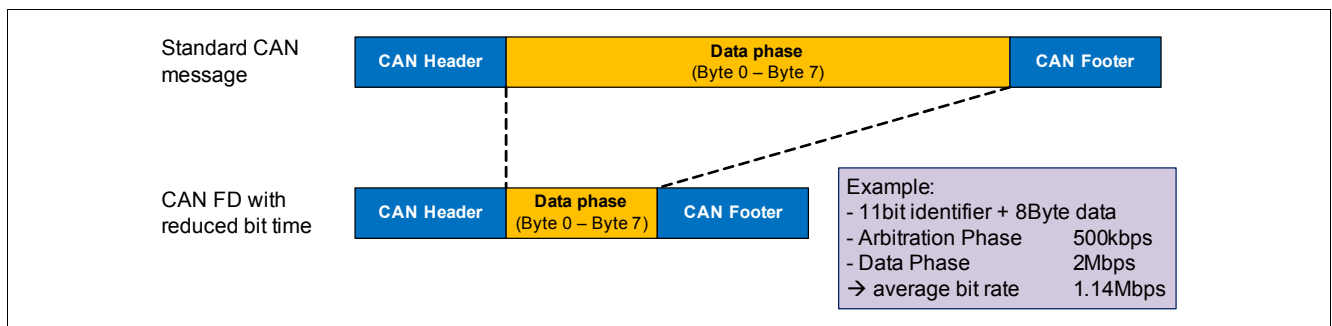 Standard CAN
message
CAN Header
Data phase
(Byte 0 – Byte 7)
CAN Footer
CAN FD with
reduced bit time
CAN Header
Data phase
(Byte 0 – Byte 7)
CAN Footer
Example:
- 11bit identifier + 8Byte data
- Arbitration Phase 500kbps
- Data Phase 2Mbps
→ average bit rate 1.14Mbps